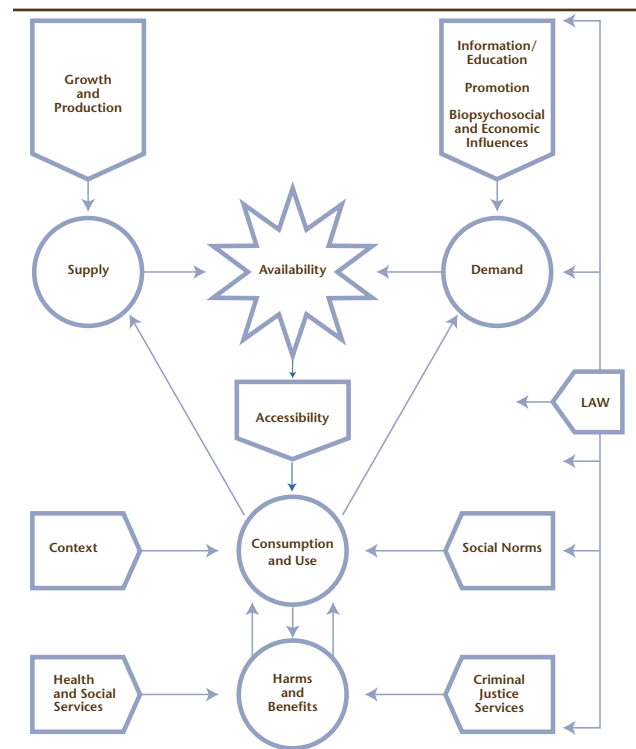 Growth
and
Production
Information/
Education
Promotion
Biopsychosocial
and Economic
Influences
Supply
Availability
Demand
LAW
Accessibility
Context
Consumption
and Use
Social Norms
Health
and Social
Services
Harms
and
Benefits
Criminal
Justice
Services